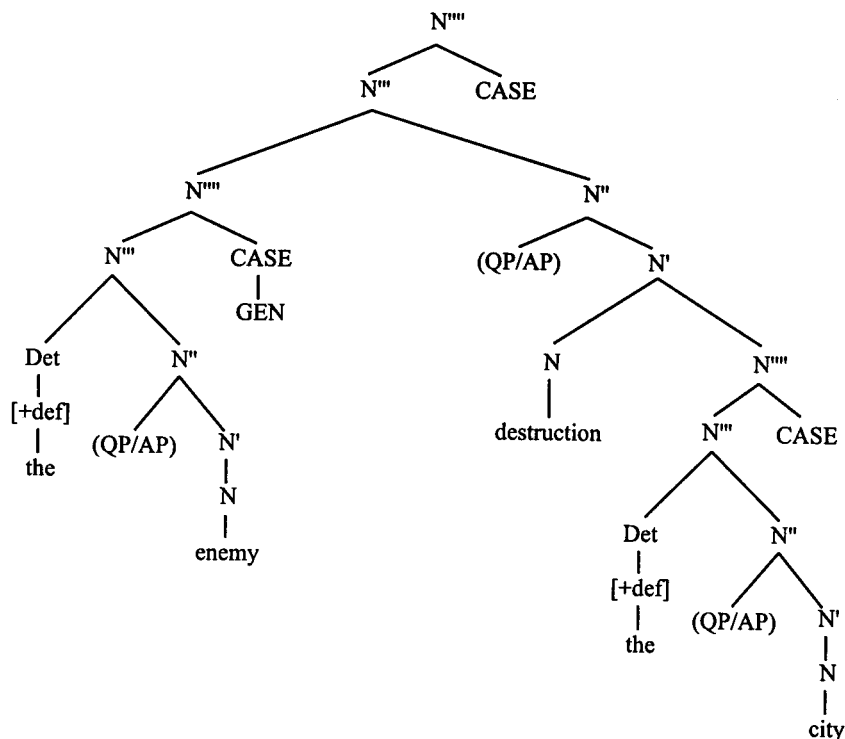 N''''
N''' CASE
N'''' N''
N''' CASE (QP/AP) N'
GEN
Det N'' N N''''
[+def] (QP/AP) N' destruction N''' CASE
the N
enemy Det N''
[+def] (QP/AP) N'
the N
city